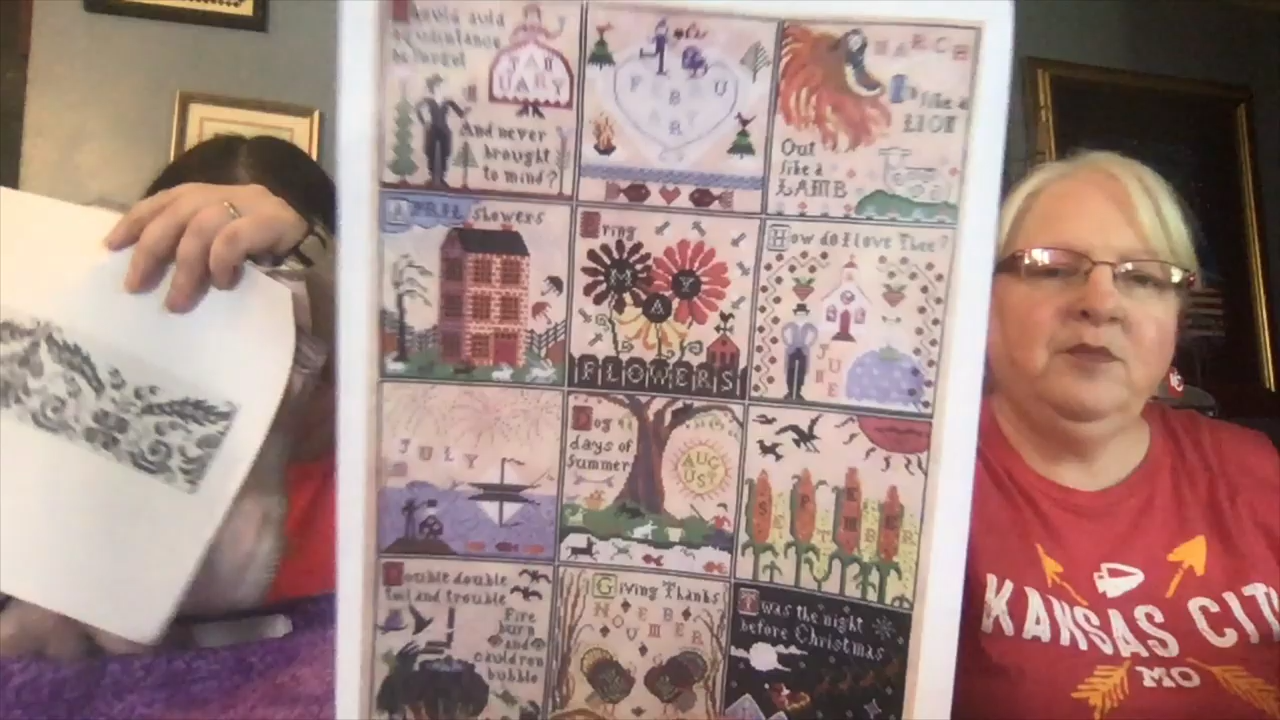 should auld
acquaintance
be forgot
JAN
UARY
And never
brought
to mind?
FEBRU
ARY
MARCH
In like a
LION
Out
like a
LAMB
APRIL showers
Bring
MAY
FLOWERS
How do I love Thee?
JUNE
JULY
Dog
days of
Summer
AUG
UST
SEPTEMBER
Double double
toil and trouble
Fire
burn
and
cauldron
bubble
Giving Thanks
NOVEMBER
Twas the night
before Christmas
KANSAS CIT
MO